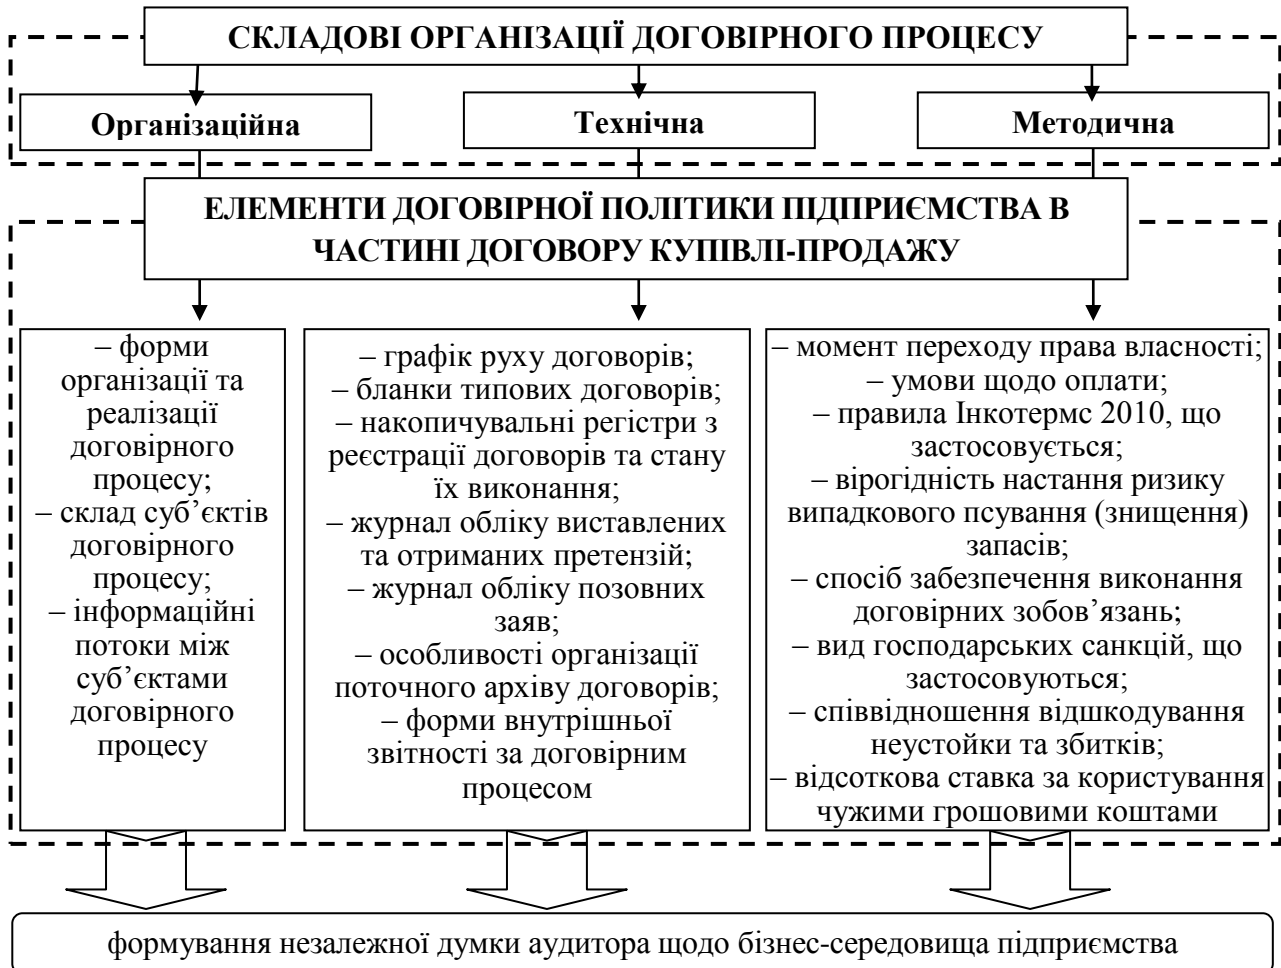 СКЛАДОВІ ОРГАНІЗАЦІЇ ДОГОВІРНОГО ПРОЦЕСУ
Організаційна
Технічна
Методична
ЕЛЕМЕНТИ ДОГОВІРНОЇ ПОЛІТИКИ ПІДПРИЄМСТВА В
ЧАСТИНІ ДОГОВОРУ КУПІВЛІ-ПРОДАЖУ
– форми
організації та
реалізації
договірного
процесу;
– склад суб’єктів
договірного
процесу;
– інформаційні
потоки між
суб’єктами
договірного
процесу
– графік руху договорів;
– бланки типових договорів;
– накопичувальні регістри з
реєстрації договорів та стану
їх виконання;
– журнал обліку виставлених
та отриманих претензій;
– журнал обліку позовних
заяв;
– особливості організації
поточного архіву договорів;
– форми внутрішньої
звітності за договірним
процесом
– момент переходу права власності;
– умови щодо оплати;
– правила Інкотермс 2010, що
застосовується;
– вірогідність настання ризику
випадкового псування (знищення)
запасів;
– спосіб забезпечення виконання
договірних зобов’язань;
– вид господарських санкцій, що
застосовуються;
– співвідношення відшкодування
неустойки та збитків;
– відсоткова ставка за користування
чужими грошовими коштами
формування незалежної думки аудитора щодо бізнес-середовища підприємства